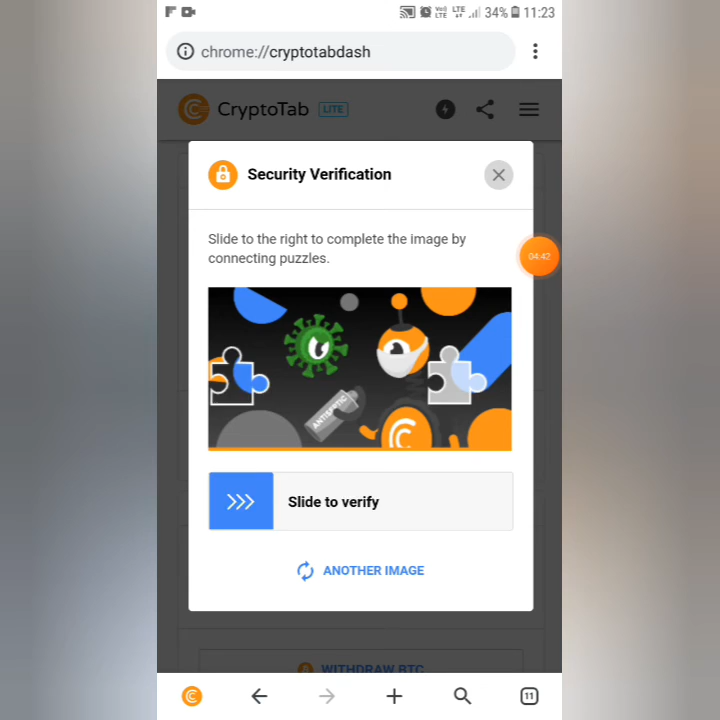 34% 11:23
chrome://cryptotabdash
CryptoTab LITE
Security Verification
Slide to the right to complete the image by
connecting puzzles.
04:42
ANTISEPTIC
Slide to verify
ANOTHER IMAGE
WITHDRAW BTC
11